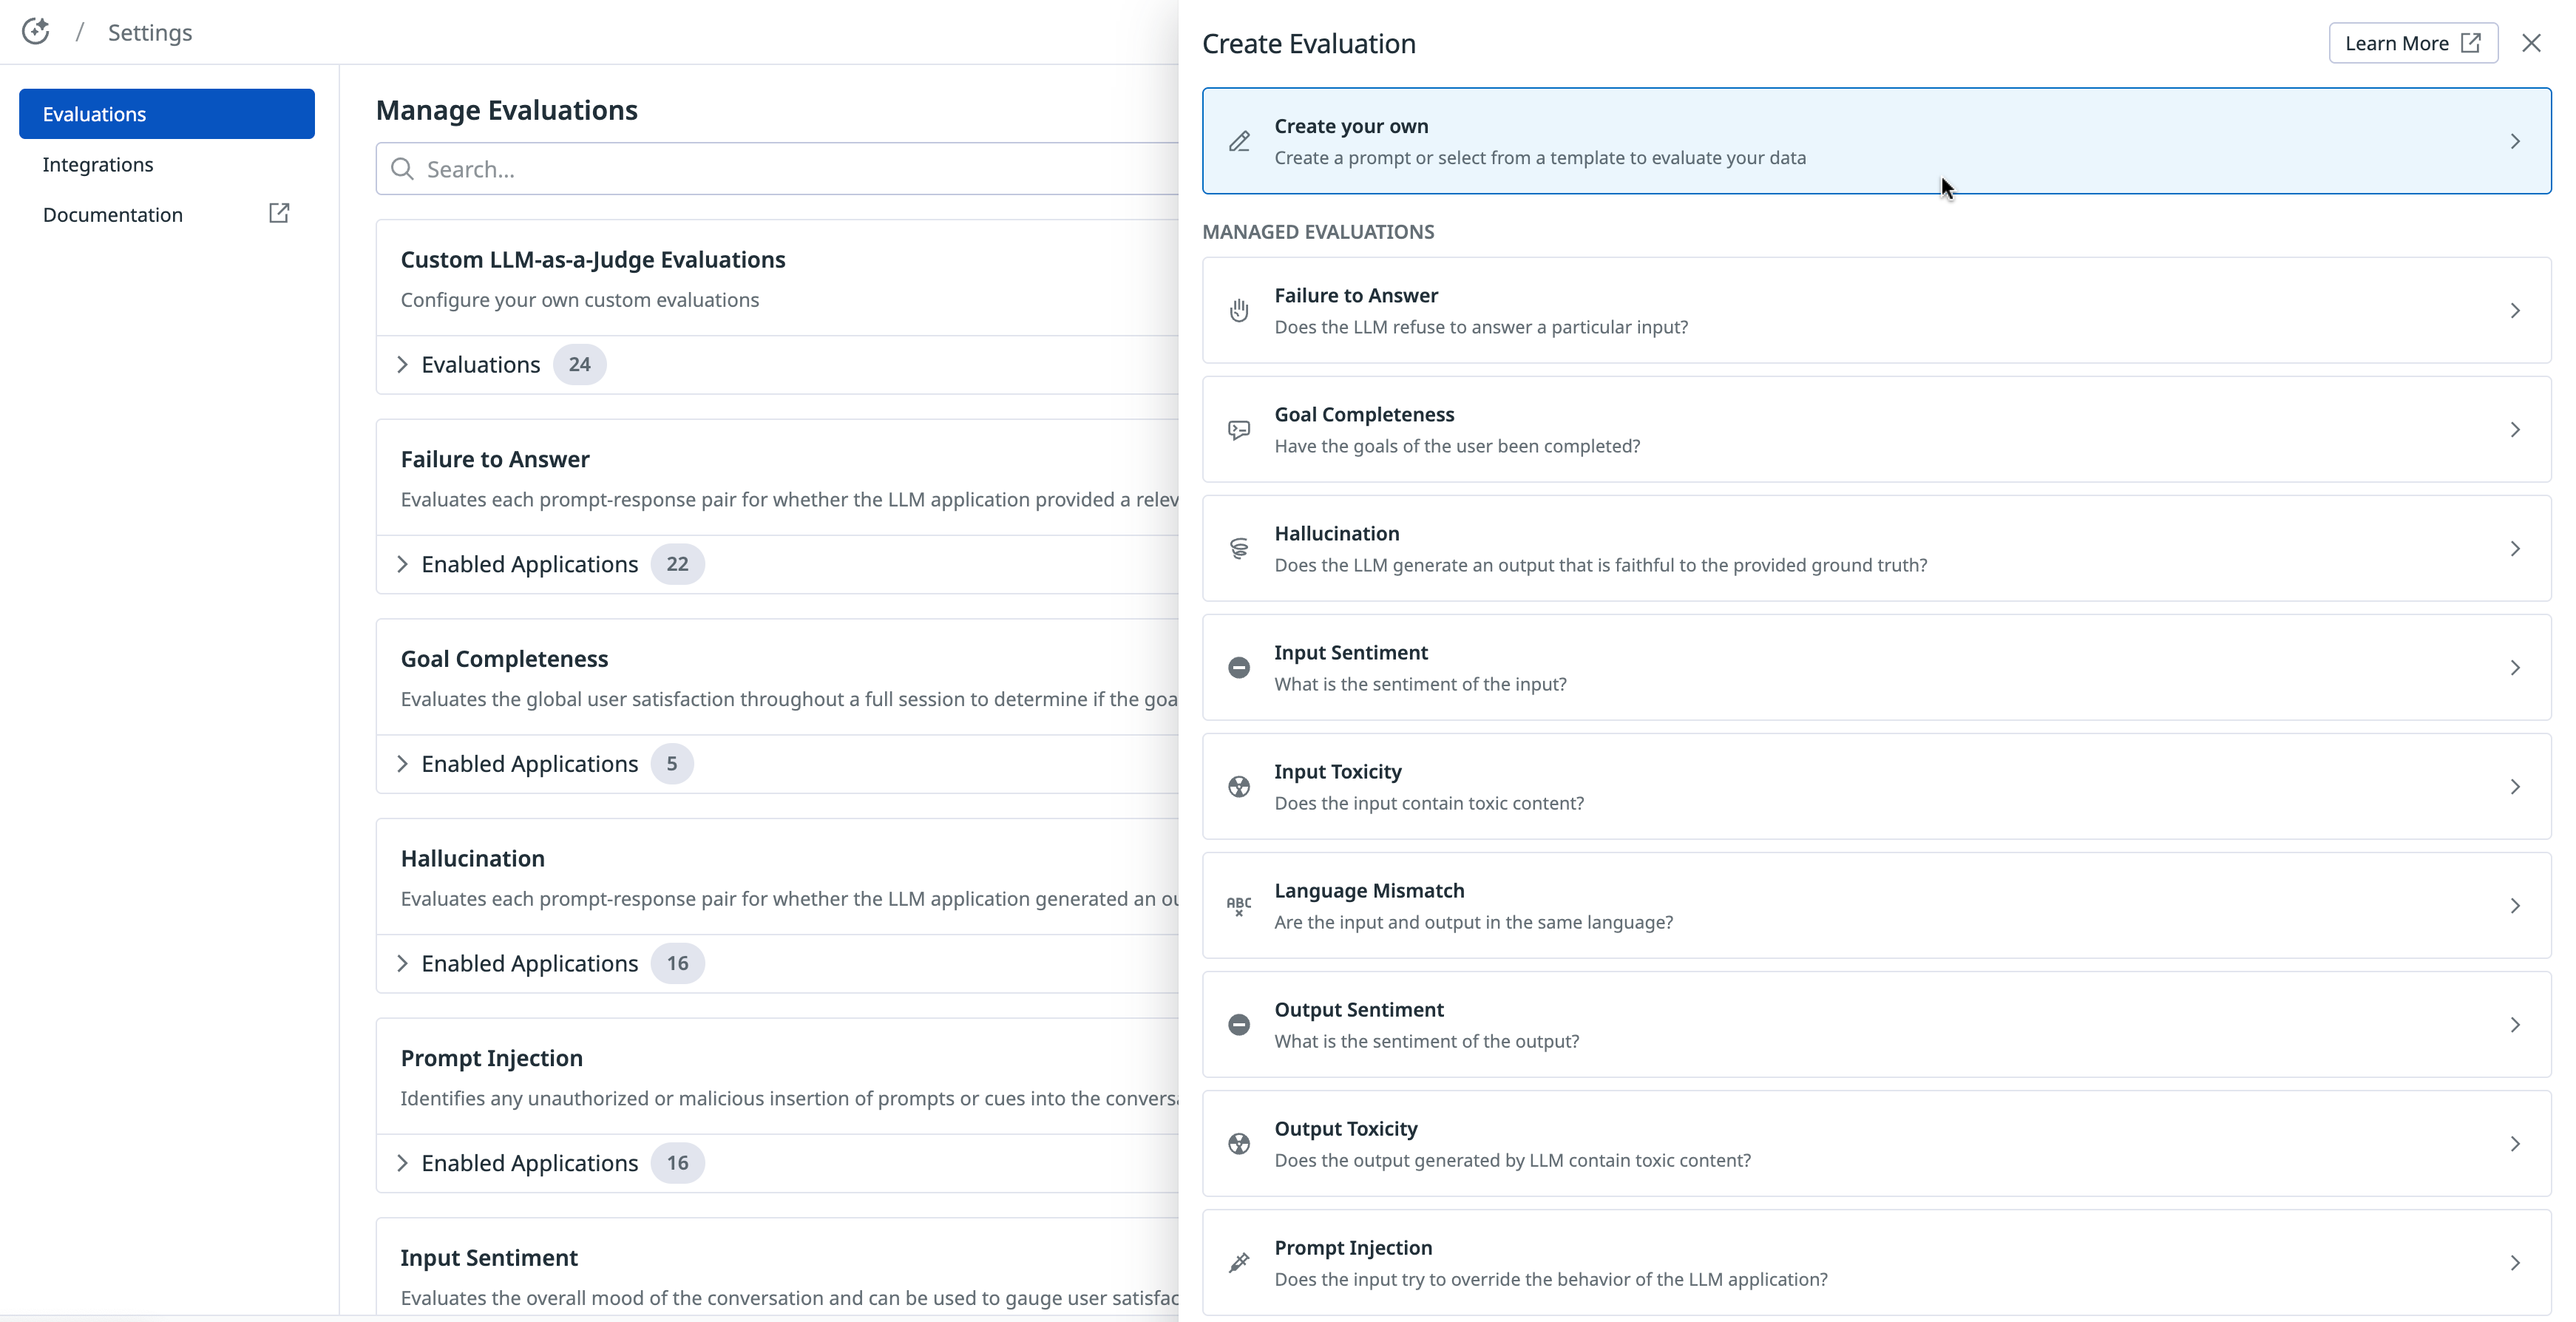 / Settings
Evaluations
Integrations
Documentation
Manage Evaluations
Search...
Custom LLM-as-a-Judge Evaluations
Configure your own custom evaluations
Evaluations 24
Failure to Answer
Evaluates each prompt-response pair for whether the LLM application provided a relev
Enabled Applications 22
Goal Completeness
Evaluates the global user satisfaction throughout a full session to determine if the goa
Enabled Applications 5
Hallucination
Evaluates each prompt-response pair for whether the LLM application generated an ou
Enabled Applications 16
Prompt Injection
Identifies any unauthorized or malicious insertion of prompts or cues into the convers
Enabled Applications 16
Input Sentiment
Evaluates the overall mood of the conversation and can be used to gauge user satisfac
Create Evaluation
Learn More
Create your own
Create a prompt or select from a template to evaluate your data
MANAGED EVALUATIONS
Failure to Answer
Does the LLM refuse to answer a particular input?
Goal Completeness
Have the goals of the user been completed?
Hallucination
Does the LLM generate an output that is faithful to the provided ground truth?
Input Sentiment
What is the sentiment of the input?
Input Toxicity
Does the input contain toxic content?
ABC
Language Mismatch
Are the input and output in the same language?
Output Sentiment
What is the sentiment of the output?
Output Toxicity
Does the output generated by LLM contain toxic content?
Prompt Injection
Does the input try to override the behavior of the LLM application?